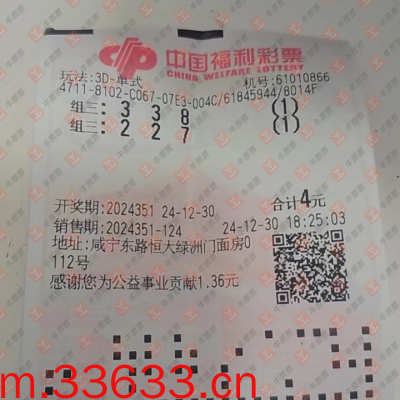 中国福利彩票
CHINA WELFARE LOTTERY
玩法:3D-单式 机号:61010866
4711-8102-C067-07E3-004C/61845944/8014F
组三: 3 3 8 (1)
组三: 2 2 7 (1)
开奖期:2024351 24-12-30 合计4元
销售期:2024351-124 24-12-30 18:25:03
地址:咸宁东路恒大绿洲门面房0
112号
感谢您为公益事业贡献1.36元
m.33633.cn